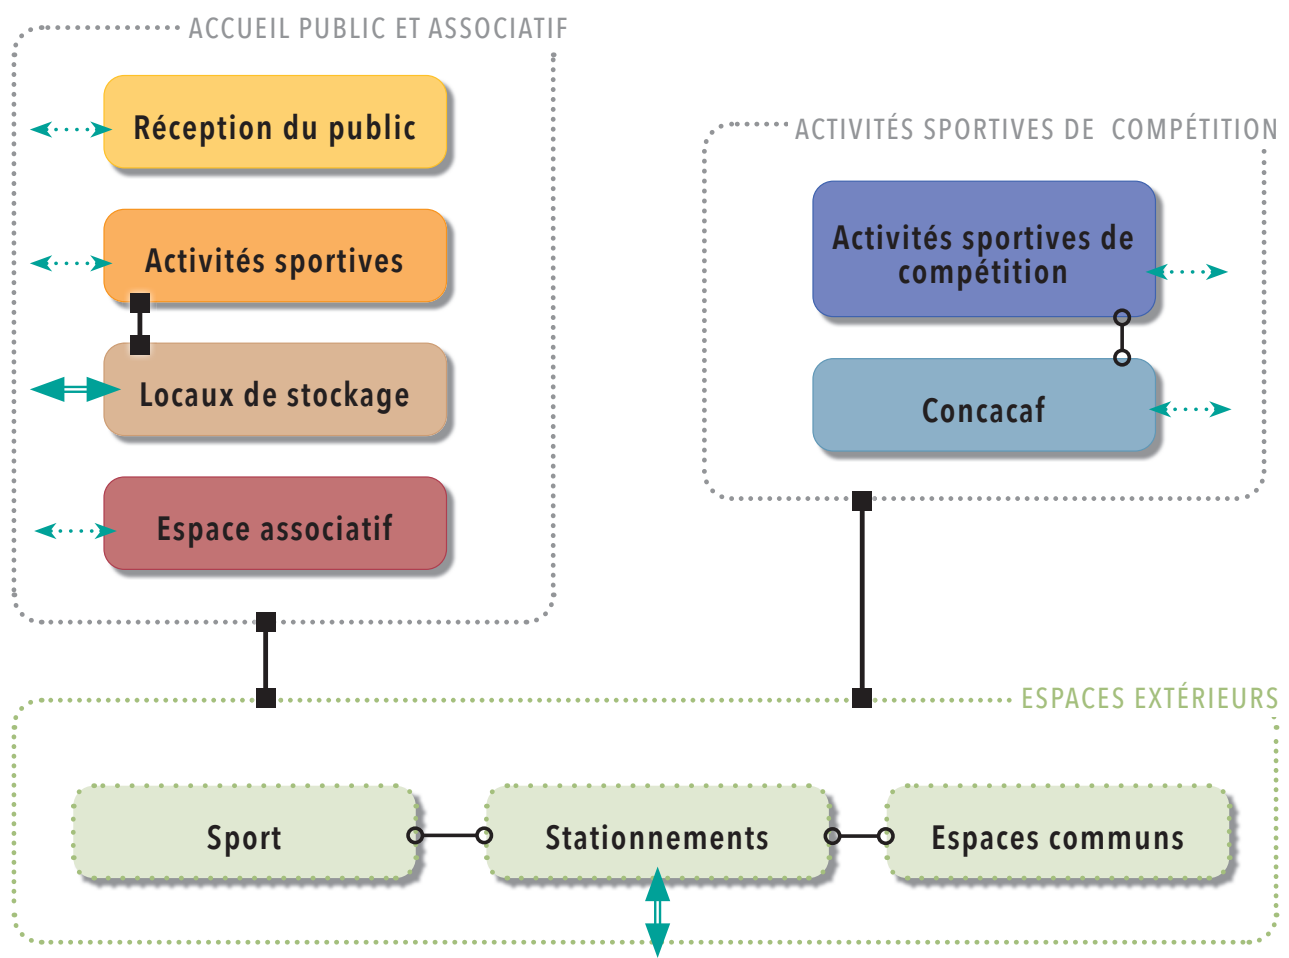 ACCUEIL PUBLIC ET ASSOCIATIF
Réception du public
Activités sportives
Locaux de stockage
Espace associatif
ACTIVITÉS SPORTIVES DE COMPÉTITION
Activités sportives de
compétition
Concacaf
ESPACES EXTÉRIEURS
Sport
Stationnements
Espaces communs